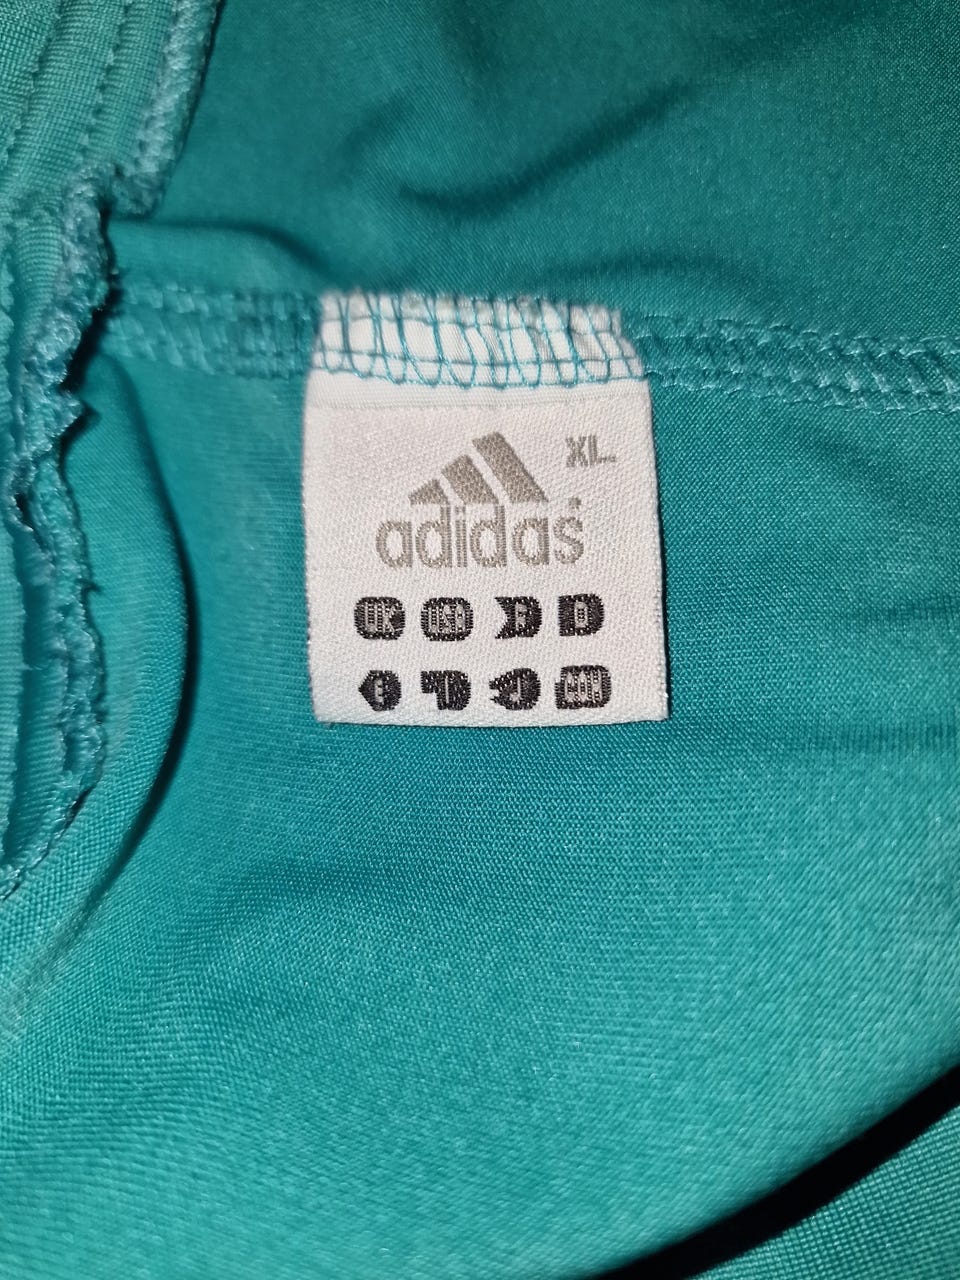 XL
adidas
UK USA F D
E I J